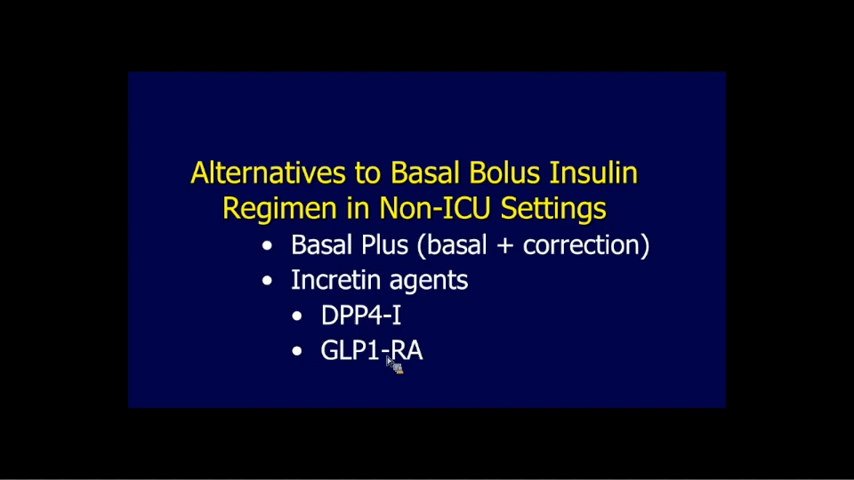 Alternatives to Basal Bolus Insulin
Regimen in Non-ICU Settings
• Basal Plus (basal + correction)
• Incretin agents
• DPP4-I
• GLP1-RA